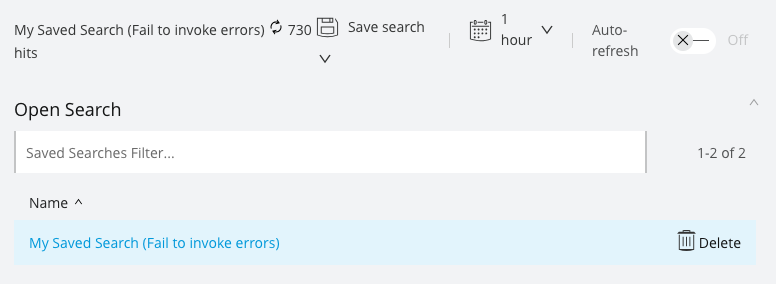 My Saved Search (Fail to invoke errors) 730 hits
Save search
1 hour
Auto-refresh
Off
Open Search
Saved Searches Filter...
1-2 of 2
Name
My Saved Search (Fail to invoke errors)
Delete